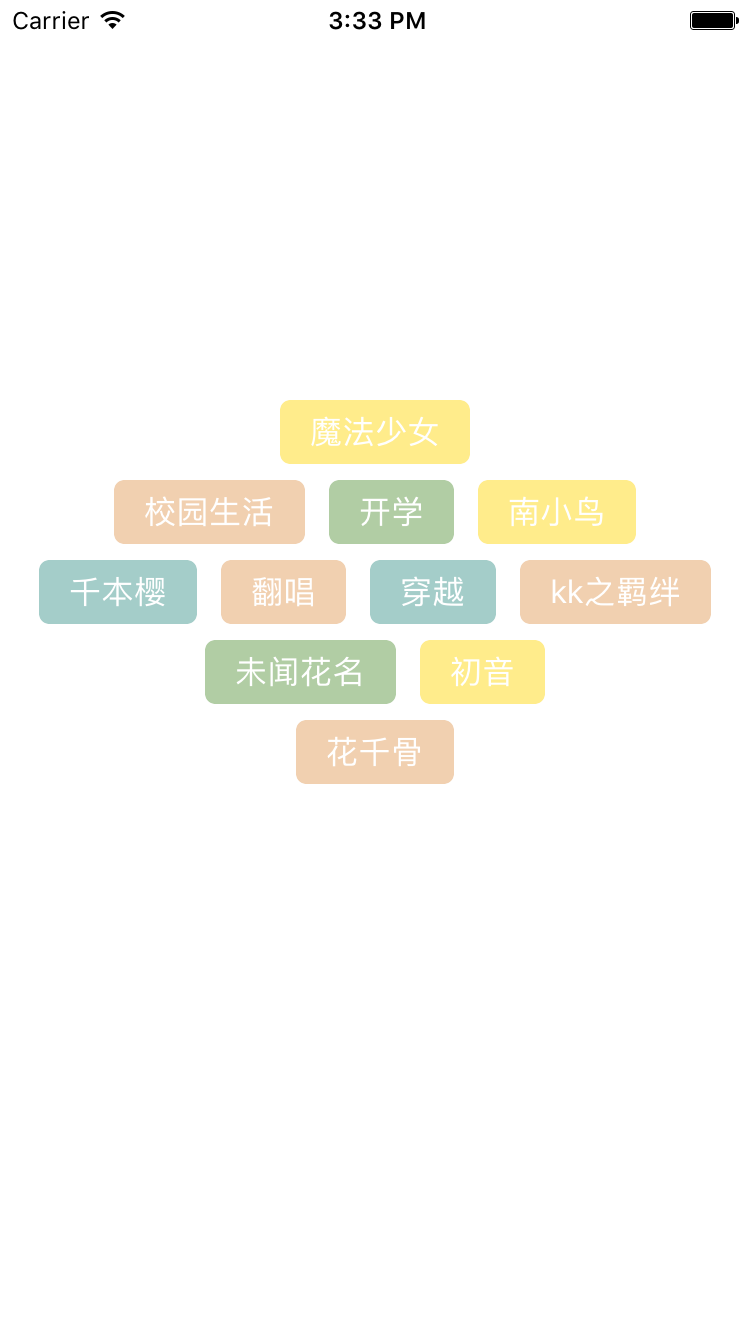 Carrier 3:33 PM
魔法少女
校园生活 开学 南小鸟
千本樱 翻唱 穿越 kk之羁绊
未闻花名 初音
花千骨